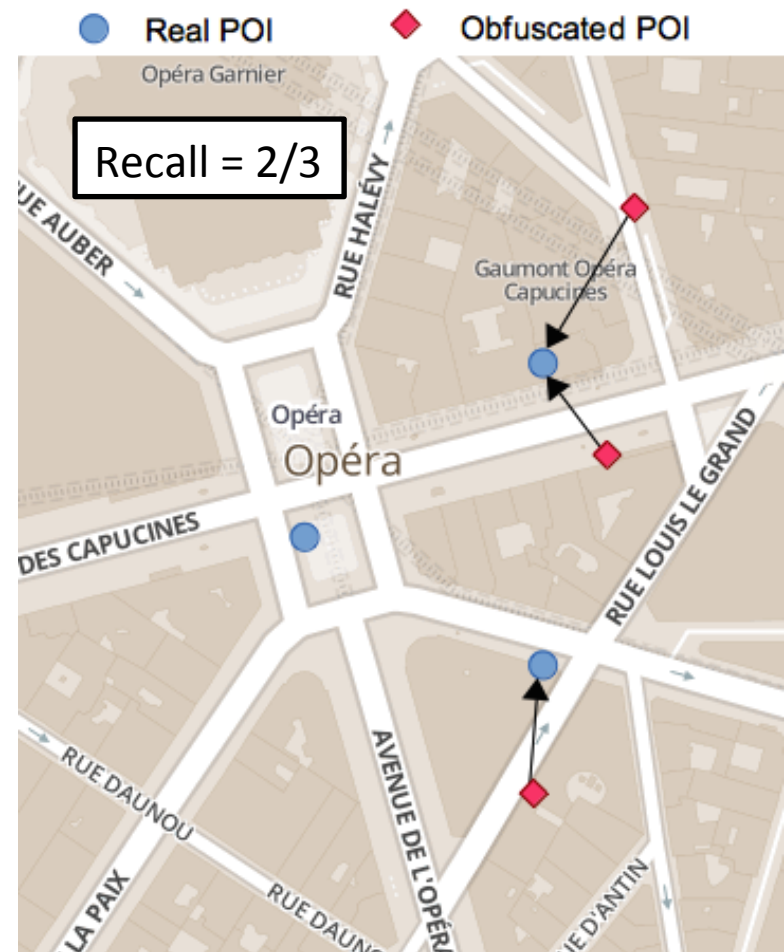 Real POI
Obfuscated POI
Opéra Garnier
Recall = 2/3
RUE AUBER
RUE HALÉVY
Gaumont Opéra
Capucines
Opéra
Opéra
DES CAPUCINES
RUE LOUIS LE GRAND
RUE DAUNOU
AVENUE DE L'OPÉRA
LA PAIX
RUE DAUNOU
E D'ANTIN